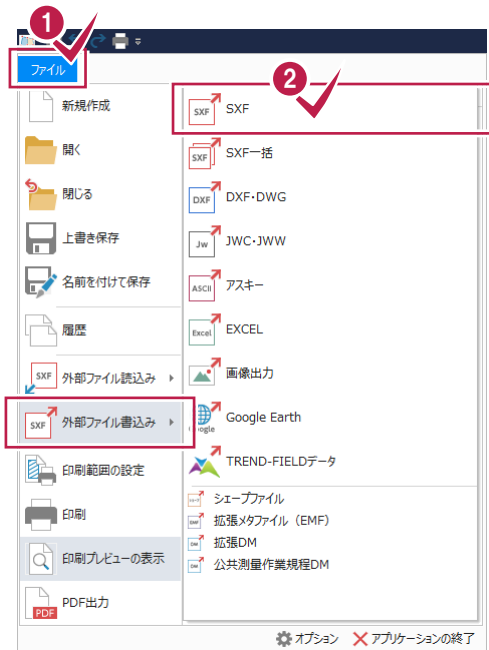 1
ファイル
2
新規作成
開く
閉じる
上書き保存
名前を付けて保存
履歴
SXF 外部ファイル読込み
SXF 外部ファイル書込み
印刷範囲の設定
印刷
印刷プレビューの表示
PDF PDF出力
SXF SXF
SXF SXF一括
DXF DXF・DWG
Jw JWC・JWW
ASCII アスキー
Excel EXCEL
画像出力
Google Earth
TREND-FIELDデータ
シェープファイル
EMF 拡張メタファイル（EMF）
DM 拡張DM
DM 公共測量作業規程DM
オプション
アプリケーションの終了